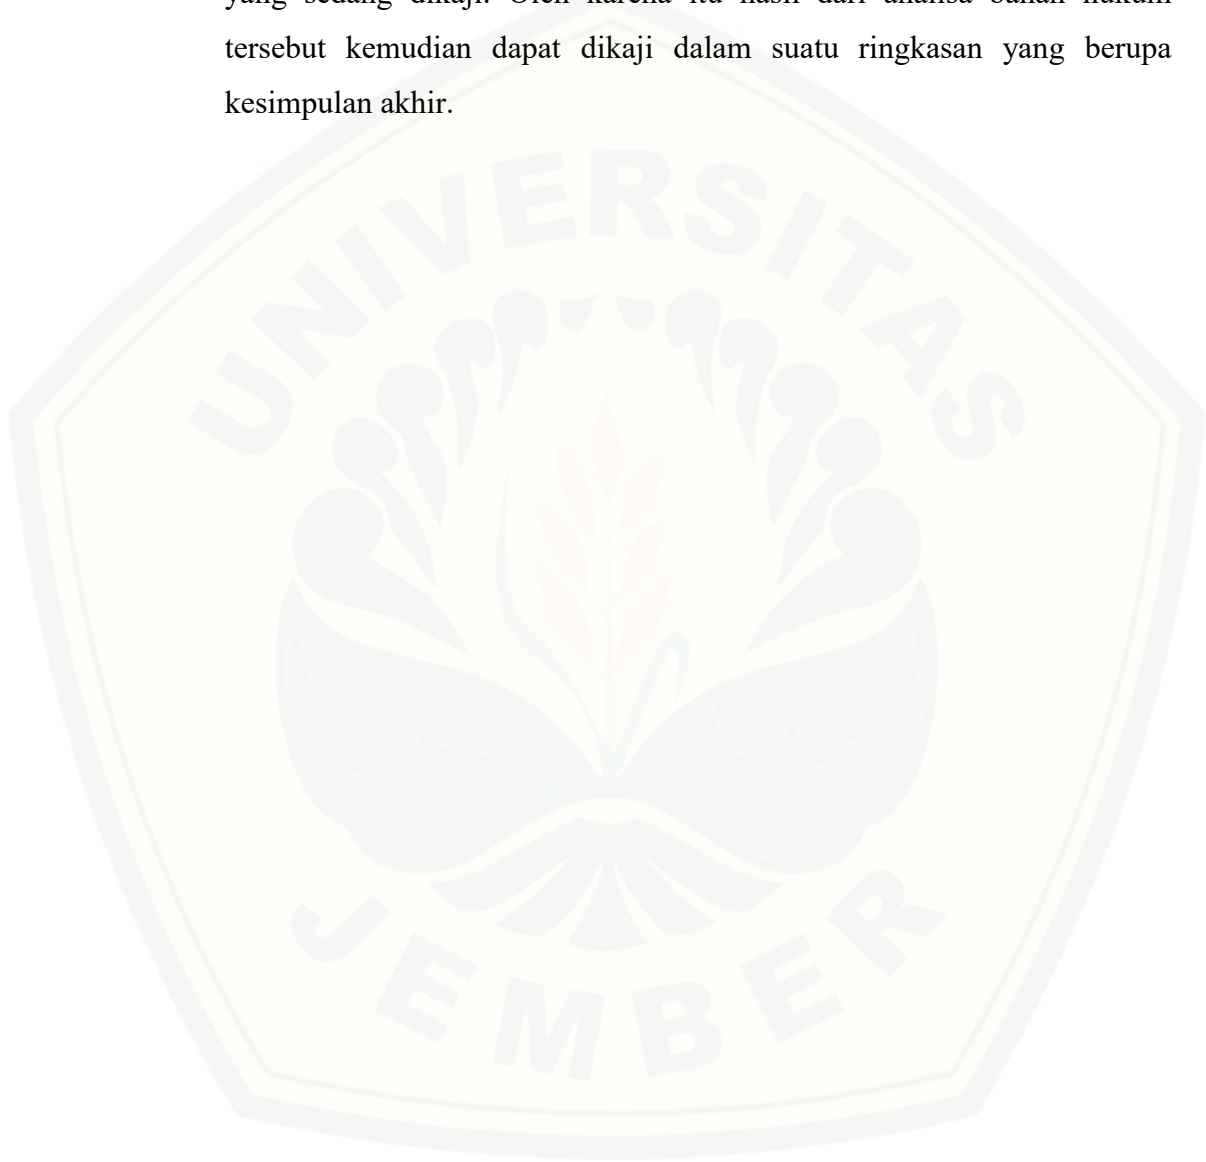 yang sedang dikaji. Oleh karena itu hasil dari analisa bahan hukum
tersebut kemudian dapat dikaji dalam suatu ringkasan yang berupa
kesimpulan akhir.
UNIVERSITAS
JEMBER